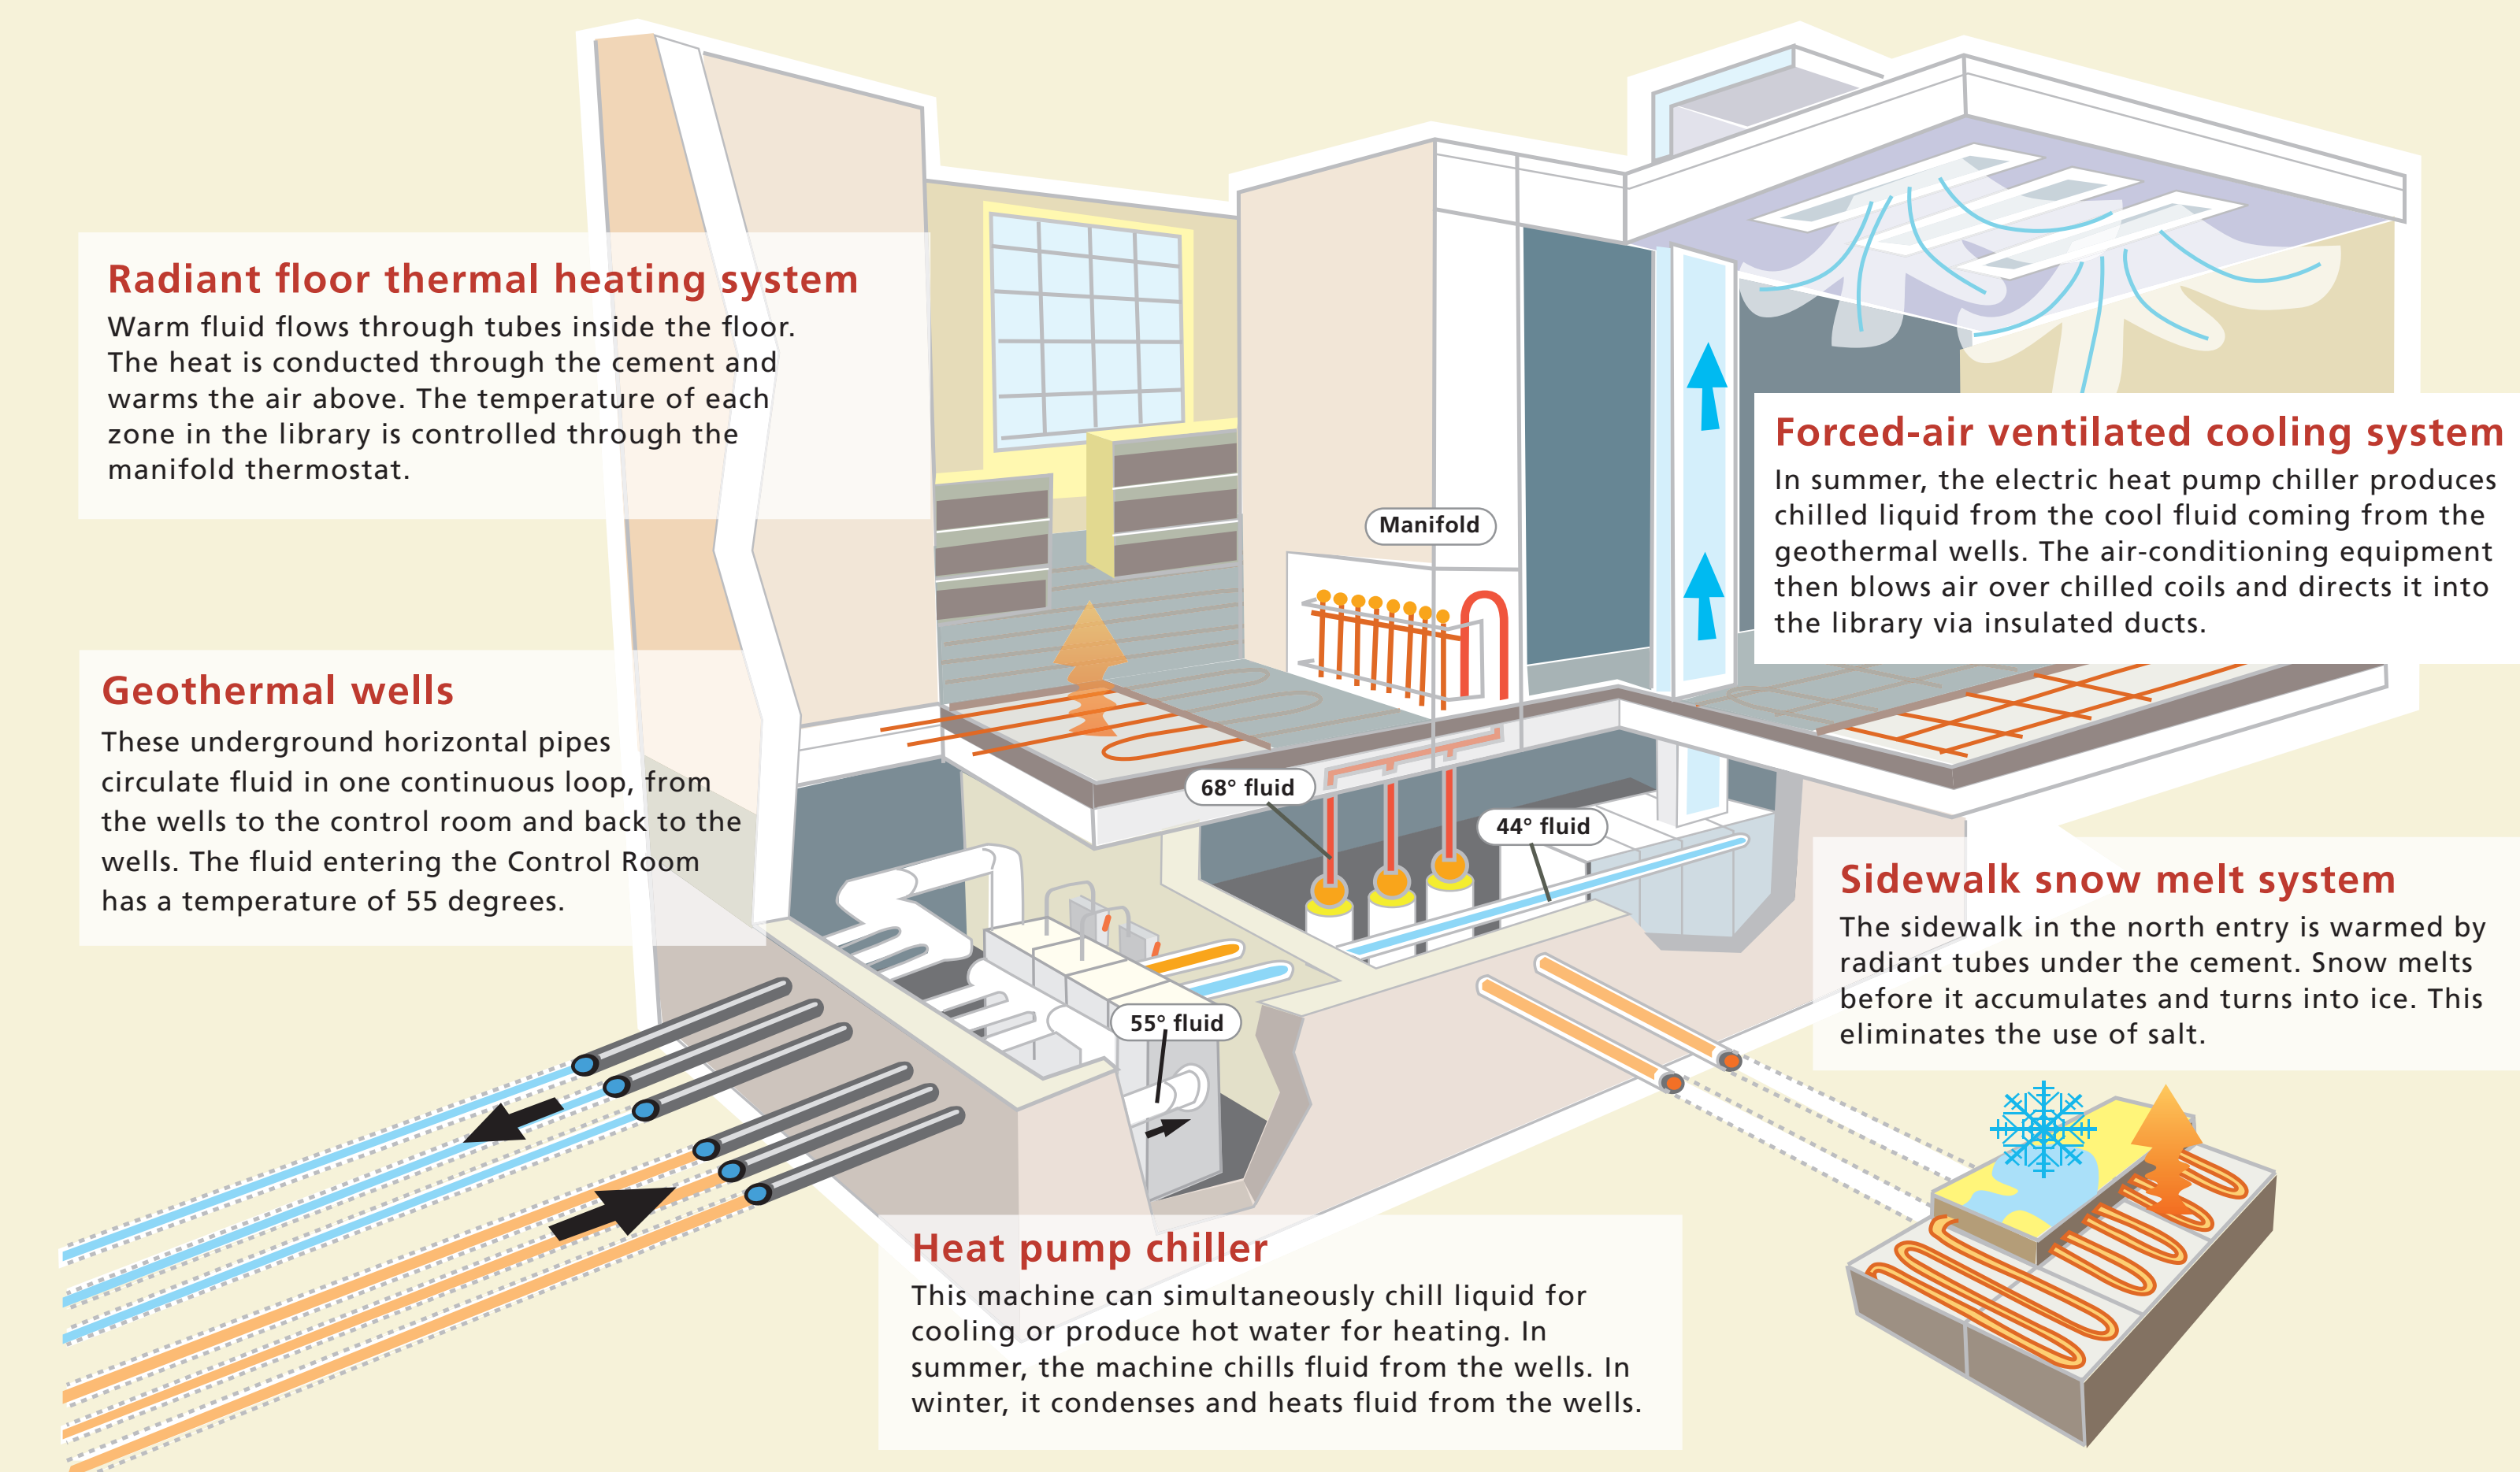 Radiant floor thermal heating system
Warm fluid flows through tubes inside the floor.
The heat is conducted through the cement and
warms the air above. The temperature of each
zone in the library is controlled through the
manifold thermostat.
Manifold
Forced-air ventilated cooling system
In summer, the electric heat pump chiller produces
chilled liquid from the cool fluid coming from the
geothermal wells. The air-conditioning equipment
then blows air over chilled coils and directs it into
the library via insulated ducts.
Geothermal wells
These underground horizontal pipes
circulate fluid in one continuous loop, from
the wells to the control room and back to the
wells. The fluid entering the Control Room
has a temperature of 55 degrees.
68° fluid
44° fluid
55° fluid
Sidewalk snow melt system
The sidewalk in the north entry is warmed by
radiant tubes under the cement. Snow melts
before it accumulates and turns into ice. This
eliminates the use of salt.
Heat pump chiller
This machine can simultaneously chill liquid for
cooling or produce hot water for heating. In
summer, the machine chills fluid from the wells. In
winter, it condenses and heats fluid from the wells.